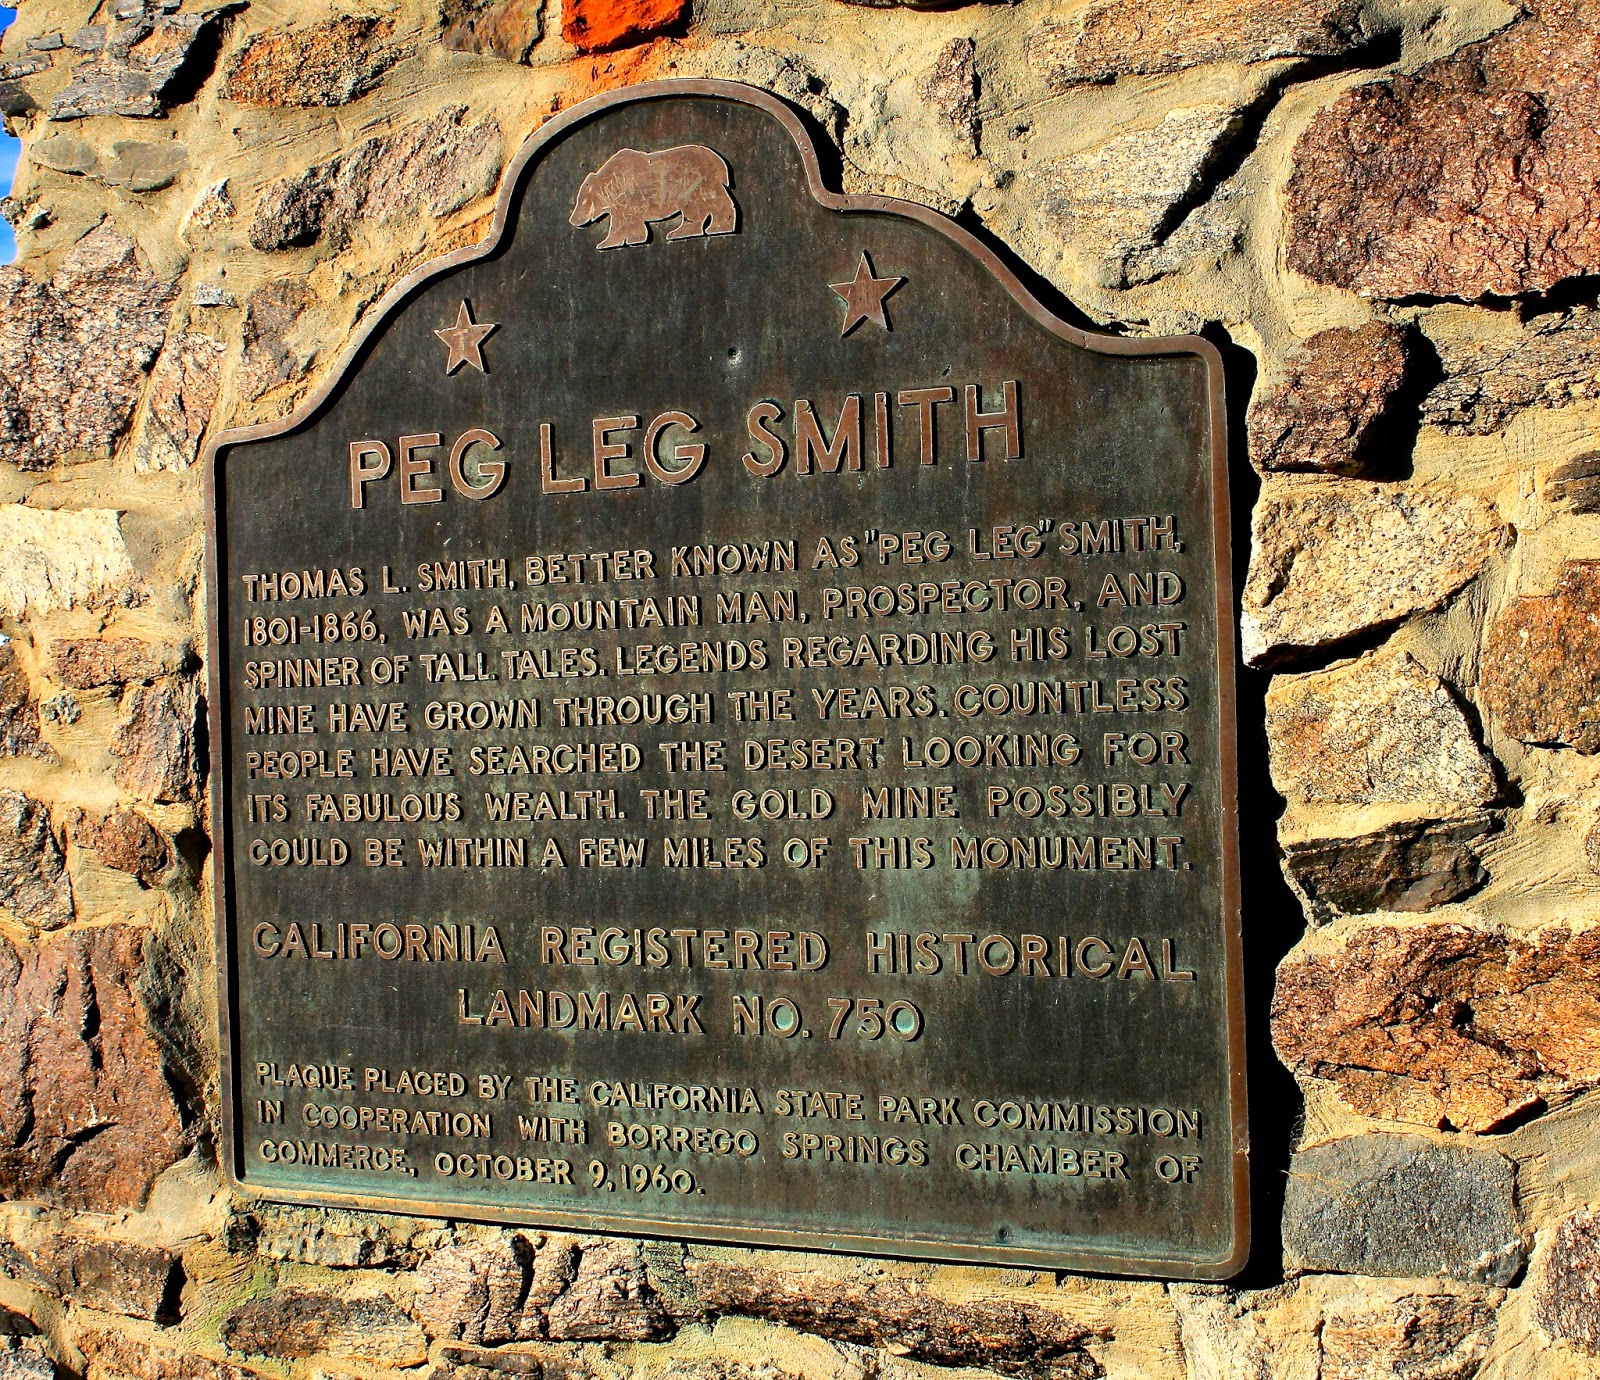 PEG LEG SMITH
THOMAS L. SMITH, BETTER KNOWN AS "PEG LEG" SMITH,
1801-1866, WAS A MOUNTAIN MAN, PROSPECTOR, AND
SPINNER OF TALL TALES. LEGENDS REGARDING HIS LOST
MINE HAVE GROWN THROUGH THE YEARS. COUNTLESS
PEOPLE HAVE SEARCHED THE DESERT LOOKING FOR
ITS FABULOUS WEALTH. THE GOLD MINE POSSIBLY
COULD BE WITHIN A FEW MILES OF THIS MONUMENT.
CALIFORNIA REGISTERED HISTORICAL
LANDMARK NO. 750
PLAQUE PLACED BY THE CALIFORNIA STATE PARK COMMISSION
IN COOPERATION WITH BORREGO SPRINGS CHAMBER OF
COMMERCE, OCTOBER 9, 1960.